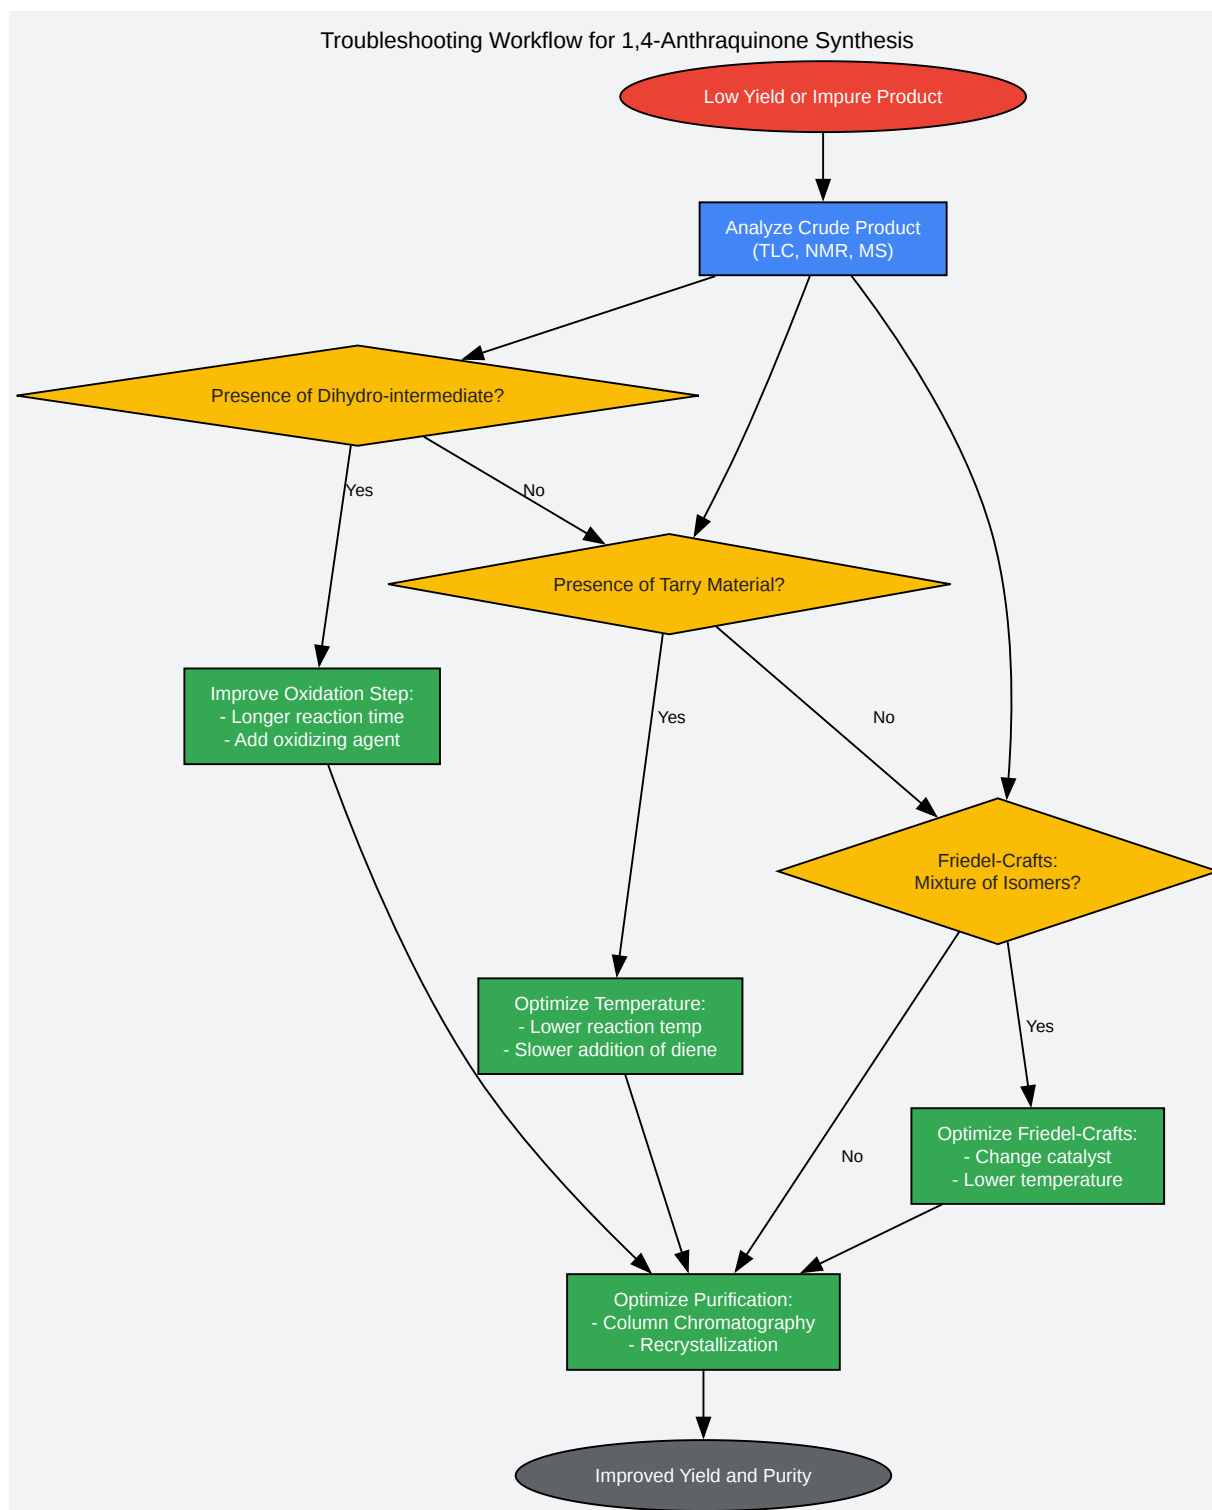 Troubleshooting Workflow for 1,4-Anthraquinone Synthesis
Low Yield or Impure Product
Analyze Crude Product
(TLC, NMR, MS)
Presence of Dihydro-intermediate?
Yes
No
Presence of Tarry Material?
Improve Oxidation Step:
- Longer reaction time
- Add oxidizing agent
Yes
No
Friedel-Crafts:
Mixture of Isomers?
Optimize Temperature:
- Lower reaction temp
- Slower addition of diene
Yes
No
Optimize Friedel-Crafts:
- Change catalyst
- Lower temperature
Optimize Purification:
- Column Chromatography
- Recrystallization
Improved Yield and Purity